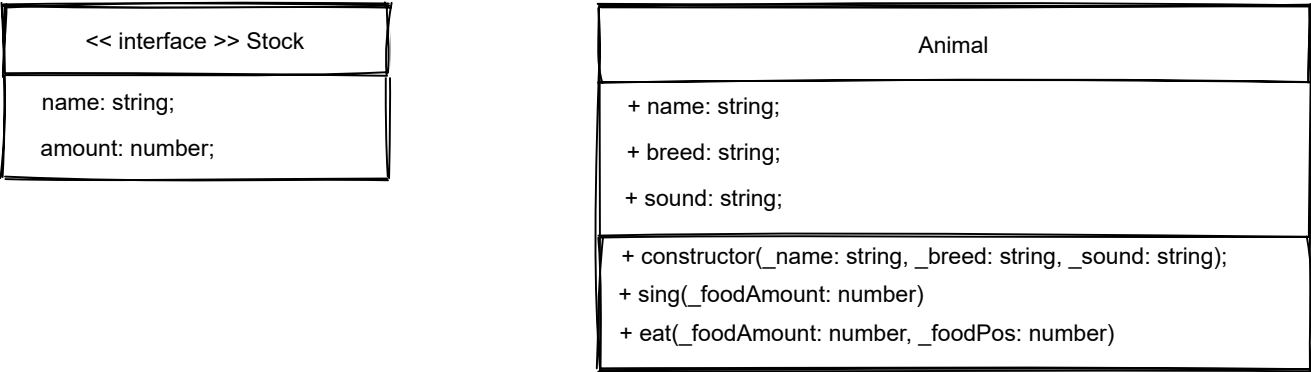 << interface >> Stock
name: string;
amount: number;
Animal
+ name: string;
+ breed: string;
+ sound: string;
+ constructor(_name: string, _breed: string, _sound: string);
+ sing(_foodAmount: number)
+ eat(_foodAmount: number, _foodPos: number)